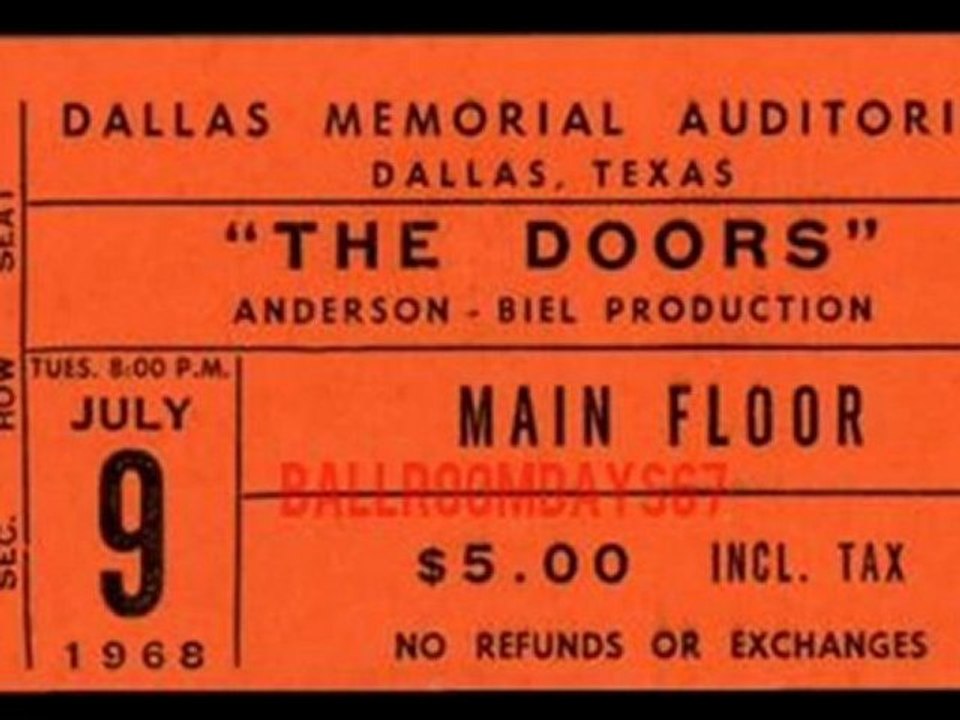 DALLAS MEMORIAL AUDITORI
DALLAS, TEXAS
"THE DOORS"
ANDERSON - BIEL PRODUCTION
TUES. 8:00 P.M.
JULY
9
1968
MAIN FLOOR
BALLROOMDAYS67
$5.00 INCL. TAX
NO REFUNDS OR EXCHANGES
SEAT
ROW
SEC.